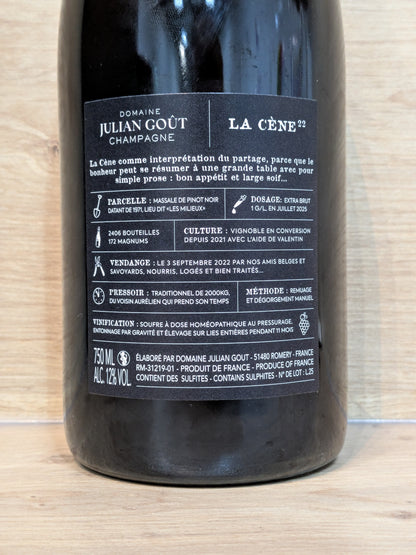 DOMAINE
JULIAN GOÛT
CHAMPAGNE
LA CÈNE 22
La Cène comme interprétation du partage, parce que le
bonheur peut se résumer à une grande table avec pour
simple prose : bon appétit et large soif...
PARCELLE : MASSALE DE PINOT NOIR
DATANT DE 1971, LIEU DIT «LES MILIEUX»
DOSAGE: EXTRA BRUT
1 G/L, EN JUILLET 2025
2406 BOUTEILLES
172 MAGNUMS
CULTURE : VIGNOBLE EN CONVERSION
DEPUIS 2021 AVEC L'AIDE DE VALENTIN
VENDANGE : LE 3 SEPTEMBRE 2022 PAR MES AMIS BELGES ET
SAVOYARDS, NOURRIS, LOGÉS ET BIEN TRAITÉS...
PRESSOIR : TRADITIONNEL DE 2000KG,
DU VOISIN AURÉLIEN QUI PREND SON TEMPS
MÉTHODE : REMUAGE
ET DÉGORGEMENT MANUEL
VINIFICATION : SOUFRE À DOSE HOMÉOPATHIQUE AU PRESSURAGE,
ENTONNAGE PAR GRAVITÉ ET ÉLEVAGE SUR LIES ENTIÈRES PENDANT 11 MOIS
750 ML
ALC. 12% VOL
ÉLABORÉ PAR DOMAINE JULIAN GOUT - 51480 ROMERY - FRANCE
RM-31219-01 - PRODUIT DE FRANCE - PRODUCE OF FRANCE
CONTIENT DES SULFITES - CONTAINS SULPHITES - N° DE LOT : L.25